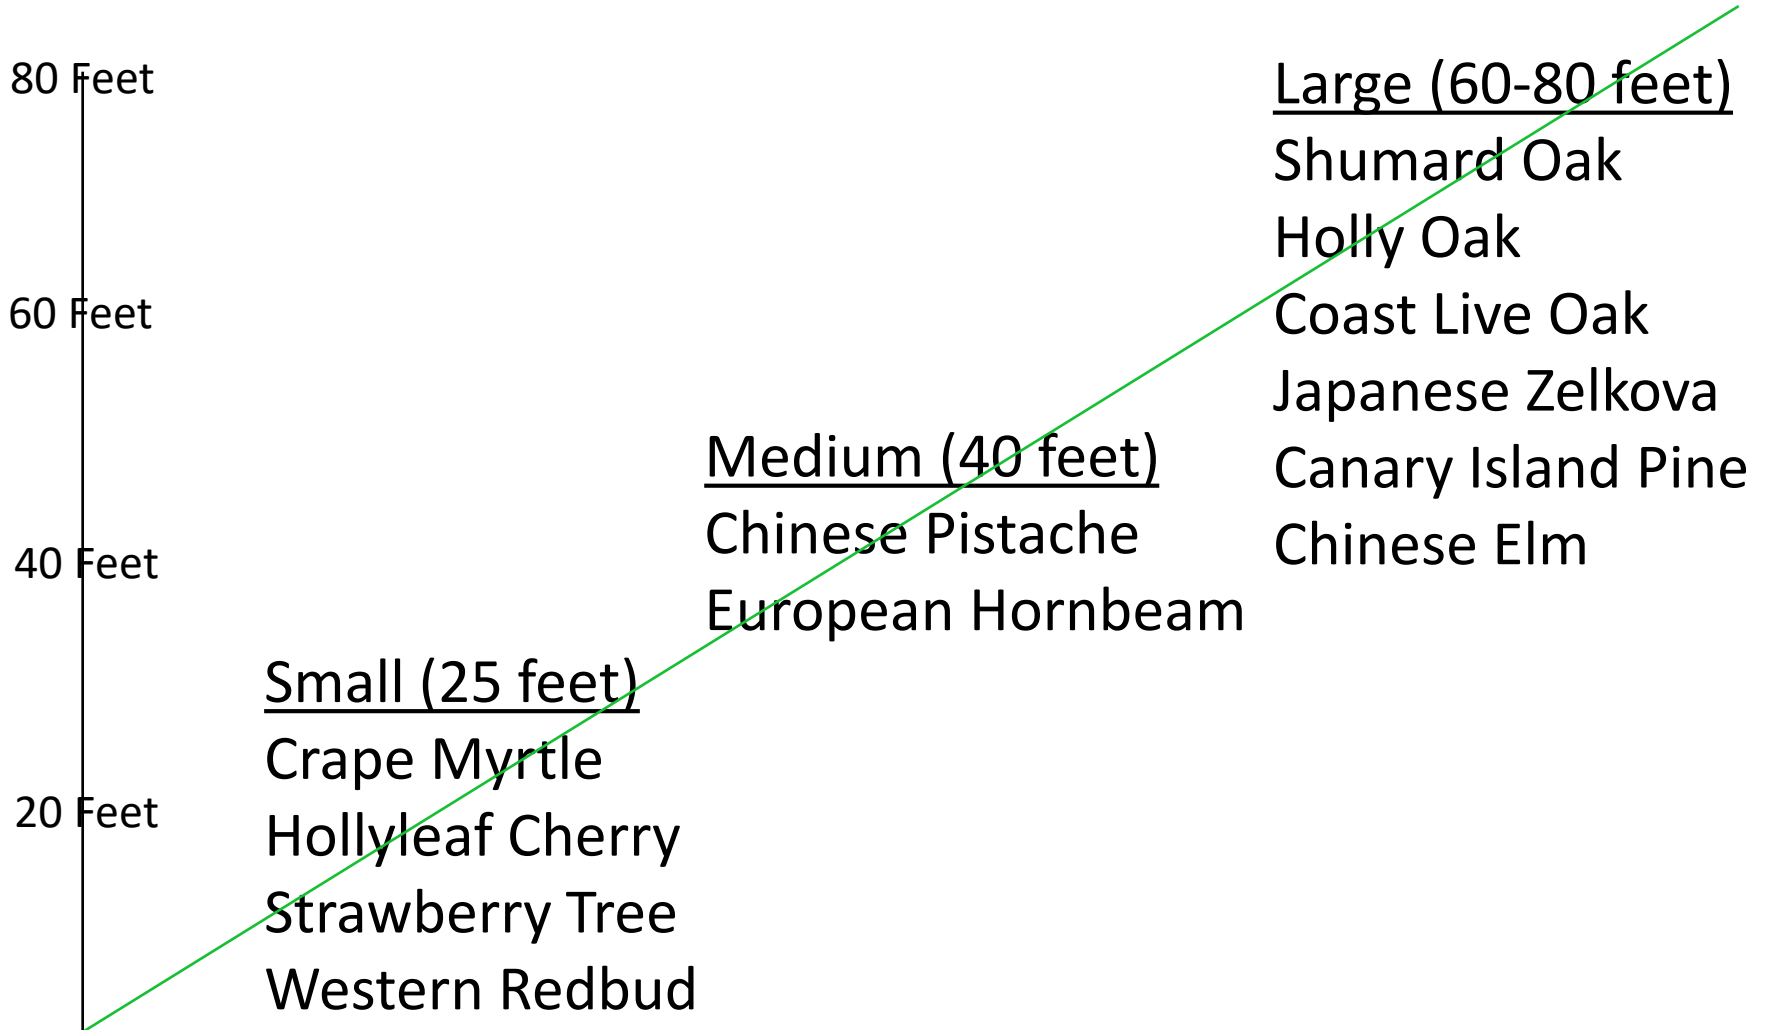 80 Feet
60 Feet
40 Feet
20 Feet
Small (25 feet)
Crape Myrtle
Hollyleaf Cherry
Strawberry Tree
Western Redbud
Medium (40 feet)
Chinese Pistache
European Hornbeam
Large (60-80 feet)
Shumard Oak
Holly Oak
Coast Live Oak
Japanese Zelkova
Canary Island Pine
Chinese Elm